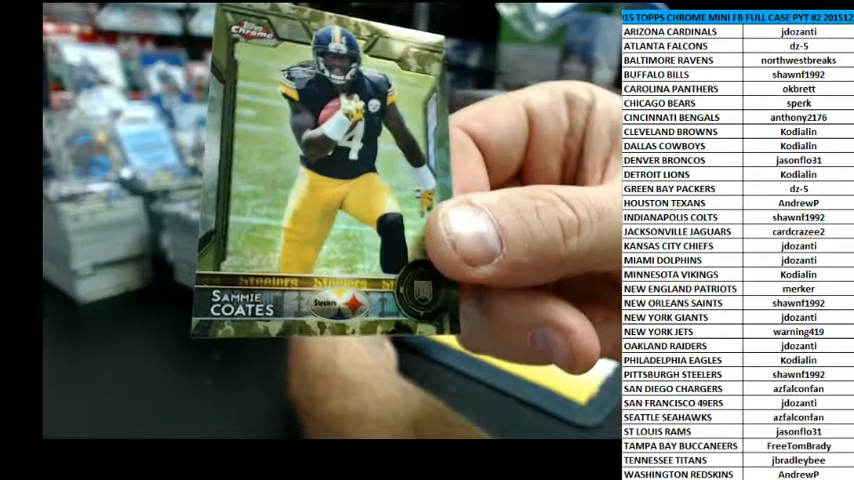 Topps
Chrome
4
Steelers Steelers St
SAMMIE
COATES
Steelers
15 TOPPS CHROME MINI FB FULL CASE PYT #2 201512
ARIZONA CARDINALS jdozanti
ATLANTA FALCONS dz-5
BALTIMORE RAVENS northwestbreaks
BUFFALO BILLS shawnf1992
CAROLINA PANTHERS okbrett
CHICAGO BEARS sperk
CINCINNATI BENGALS anthony2176
CLEVELAND BROWNS Kodialin
DALLAS COWBOYS Kodialin
DENVER BRONCOS jasonflo31
DETROIT LIONS Kodialin
GREEN BAY PACKERS dz-5
HOUSTON TEXANS AndrewP
INDIANAPOLIS COLTS shawnf1992
JACKSONVILLE JAGUARS cardcrazee2
KANSAS CITY CHIEFS jdozanti
MIAMI DOLPHINS jdozanti
MINNESOTA VIKINGS Kodialin
NEW ENGLAND PATRIOTS merker
NEW ORLEANS SAINTS shawnf1992
NEW YORK GIANTS jdozanti
NEW YORK JETS warning419
OAKLAND RAIDERS jdozanti
PHILADELPHIA EAGLES Kodialin
PITTSBURGH STEELERS shawnf1992
SAN DIEGO CHARGERS azfalconfan
SAN FRANCISCO 49ERS jdozanti
SEATTLE SEAHAWKS azfalconfan
ST LOUIS RAMS jasonflo31
TAMPA BAY BUCCANEERS FreeTomBrady
TENNESSEE TITANS jbradleybee
WASHINGTON REDSKINS AndrewP